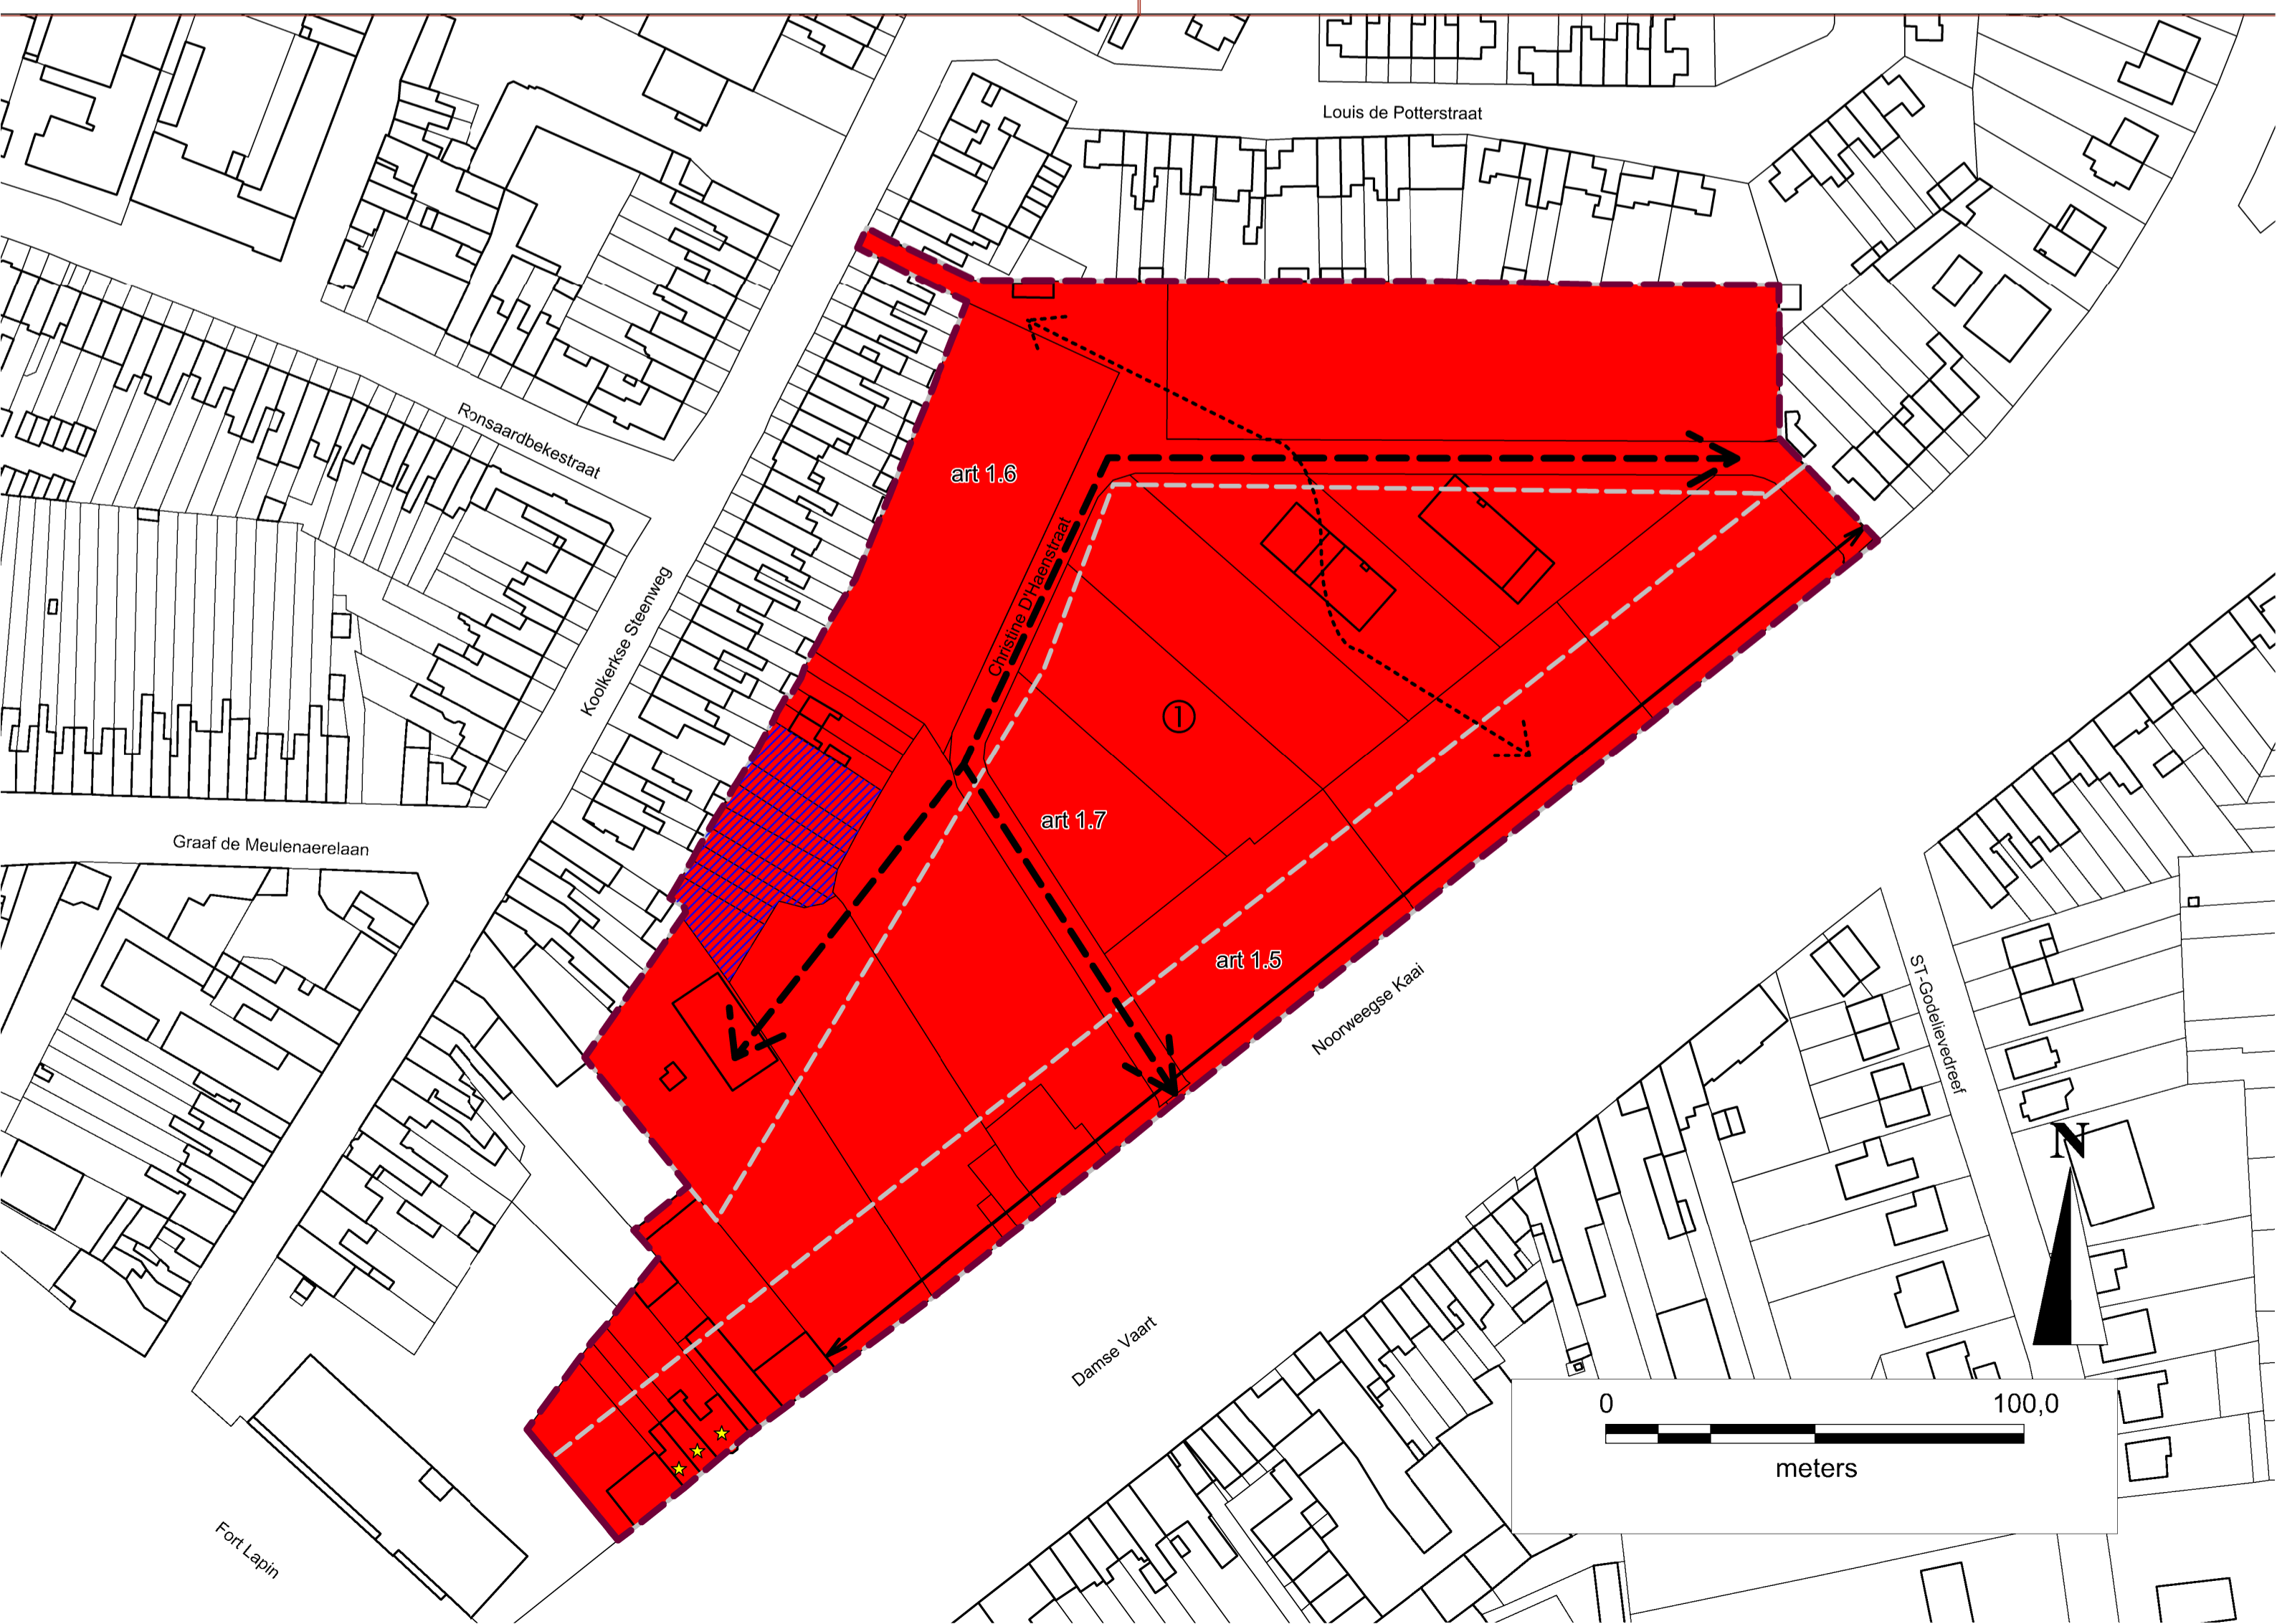 Louis de Potterstraat
Ronsaardbekestraat
art 1.6
Christine D'Haenstraat
Koolkerkse Steenweg
①
art 1.7
Graaf de Meulenaerelaan
art 1.5
Noorweegse Kaai
ST-Godelievedreef
N
Damse Vaart
0 100,0
meters
Fort Lapin